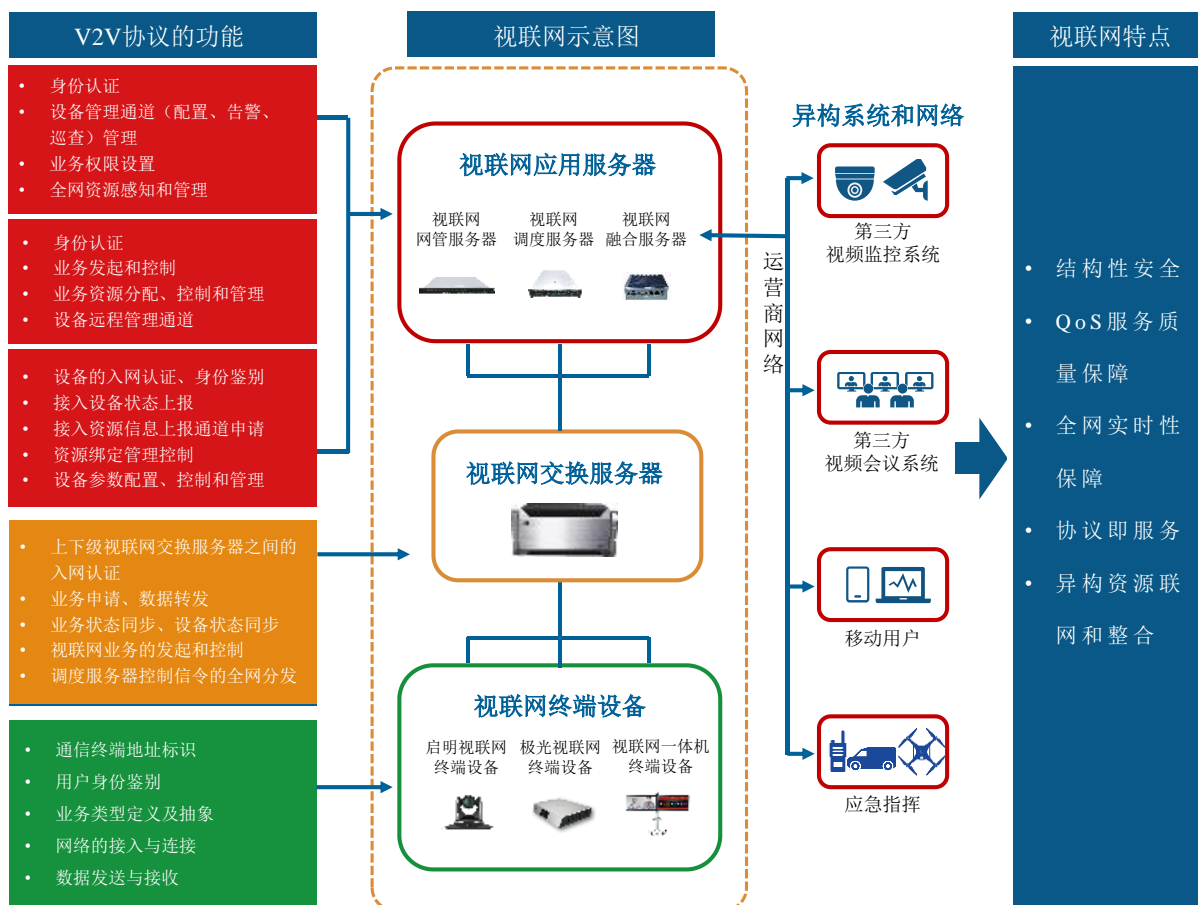 V2V协议的功能
• 身份认证
• 设备管理通道（配置、告警、
巡查）管理
• 业务权限设置
• 全网资源感知和管理
• 身份认证
• 业务发起和控制
• 业务资源分配、控制和管理
• 设备远程管理通道
• 设备的入网认证、身份鉴别
• 接入设备状态上报
• 接入资源信息上报通道申请
• 资源绑定管理控制
• 设备参数配置、控制和管理
• 上下级视联网交换服务器之间的
入网认证
• 业务申请、数据转发
• 业务状态同步、设备状态同步
• 视联网业务的发起和控制
• 调度服务器控制信令的全网分发
• 通信终端地址标识
• 用户身份鉴别
• 业务类型定义及抽象
• 网络的接入与连接
• 数据发送与接收
视联网示意图
视联网应用服务器
视联网
网管服务器
视联网
调度服务器
视联网
融合服务器
视联网交换服务器
视联网终端设备
启明视联网
终端设备
极光视联网
终端设备
视联网一体机
终端设备
运营商网络
异构系统和网络
第三方
视频监控系统
第三方
视频会议系统
移动用户
应急指挥
视联网特点
• 结构性安全
• QoS服务质
量保障
• 全网实时性
保障
• 协议即服务
• 异构资源联
网和整合